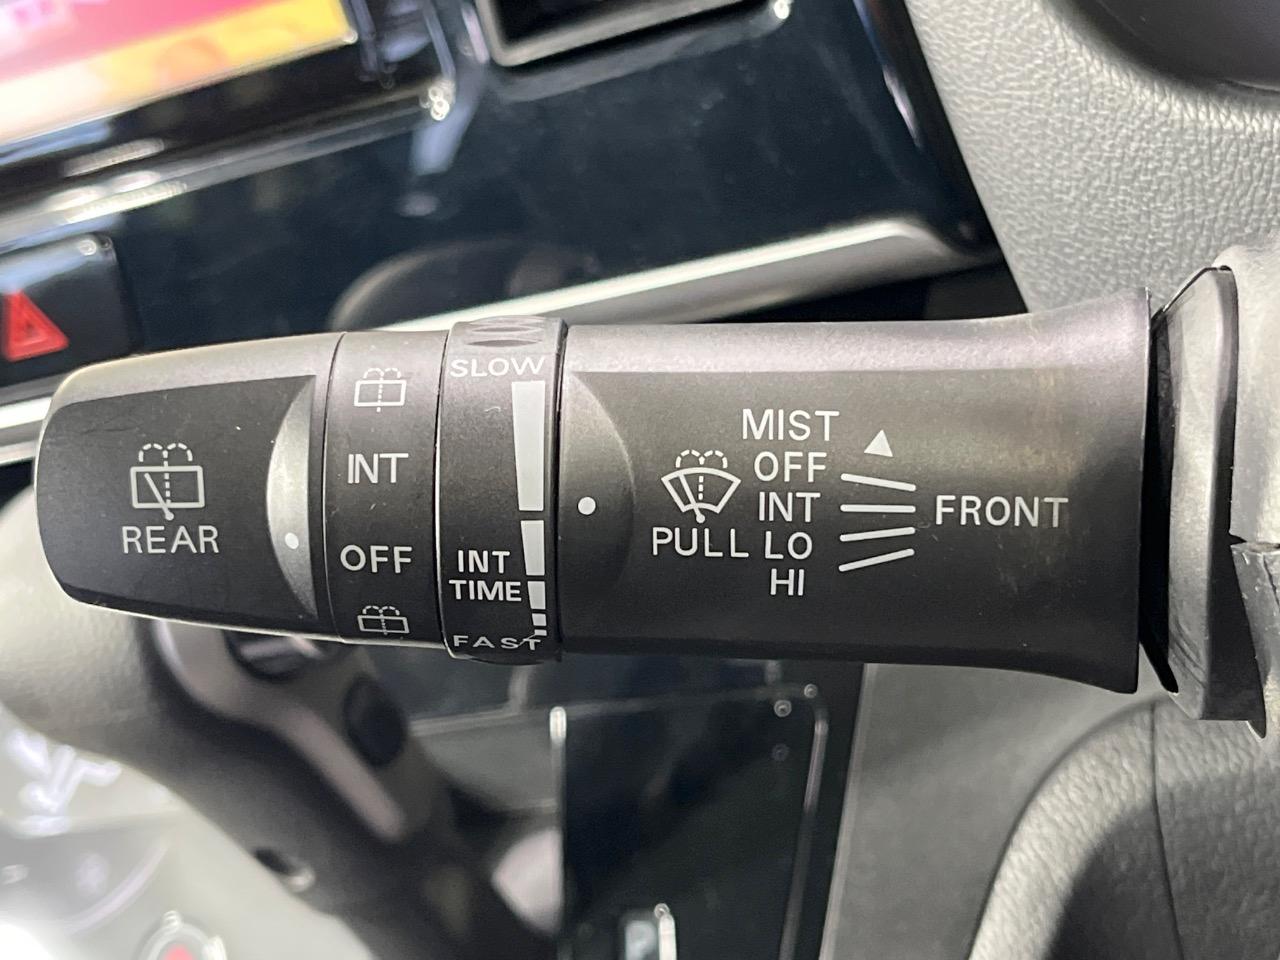 REAR
INT
OFF
SLOW
INT
TIME
FAST
PULL
MIST
OFF
INT
LO
HI
FRONT